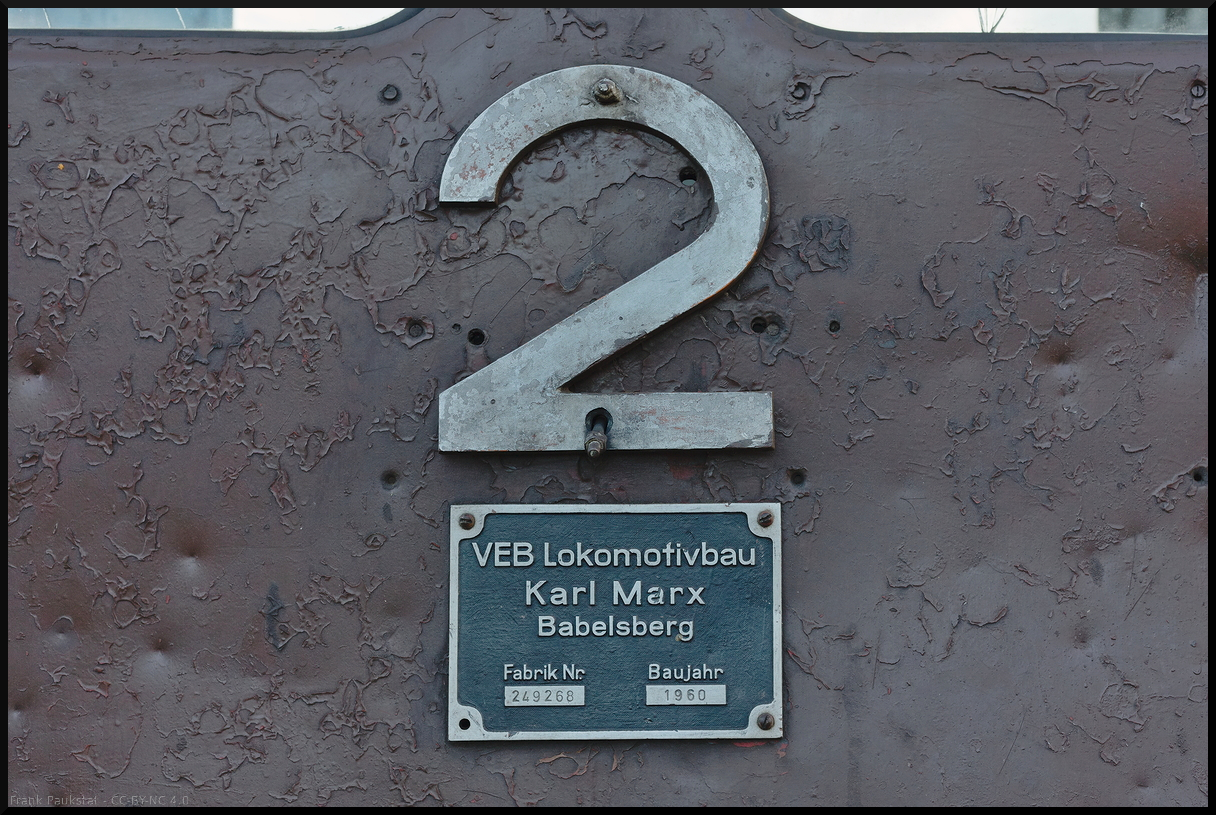 2
VEB Lokomotivbau
Karl Marx
Babelsberg
Fabrik Nr. Baujahr
249268 1960
Frank Paukstat - CC-BY-NC 4.0